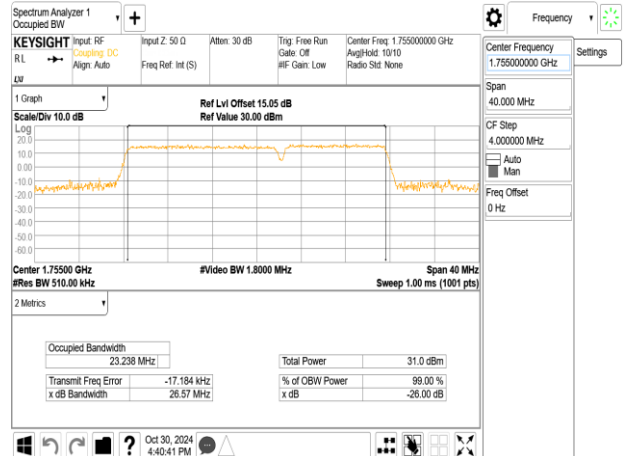 Spectrum Analyzer 1
Occupied BW
Frequency
KEYSIGHT
Input: RF
Input Z: 50 Ω
Atten: 30 dB
Trig: Free Run
Center Freq: 1.755000000 GHz
RL
Coupling: DC
Gate: Off
Avg|Hold: 10/10
Align: Auto
Freq Ref: Int (S)
#IF Gain: Low
Radio Std: None
LXI
Center Frequency
1.755000000 GHz
Settings
Span
40.000 MHz
CF Step
4.000000 MHz
Auto
Man
Freq Offset
0 Hz
1 Graph
Ref Lvl Offset 15.05 dB
Scale/Div 10.0 dB
Ref Value 30.00 dBm
Log
20.0
10.0
0.00
-10.0
-20.0
-30.0
-40.0
-50.0
-60.0
Center 1.75500 GHz
#Video BW 1.8000 MHz
Span 40 MHz
#Res BW 510.00 kHz
Sweep 1.00 ms (1001 pts)
2 Metrics
Occupied Bandwidth
23.238 MHz
Total Power 31.0 dBm
Transmit Freq Error -17.184 kHz
% of OBW Power 99.00 %
x dB Bandwidth 26.57 MHz
x dB -26.00 dB
?
Oct 30, 2024
4:40:41 PM